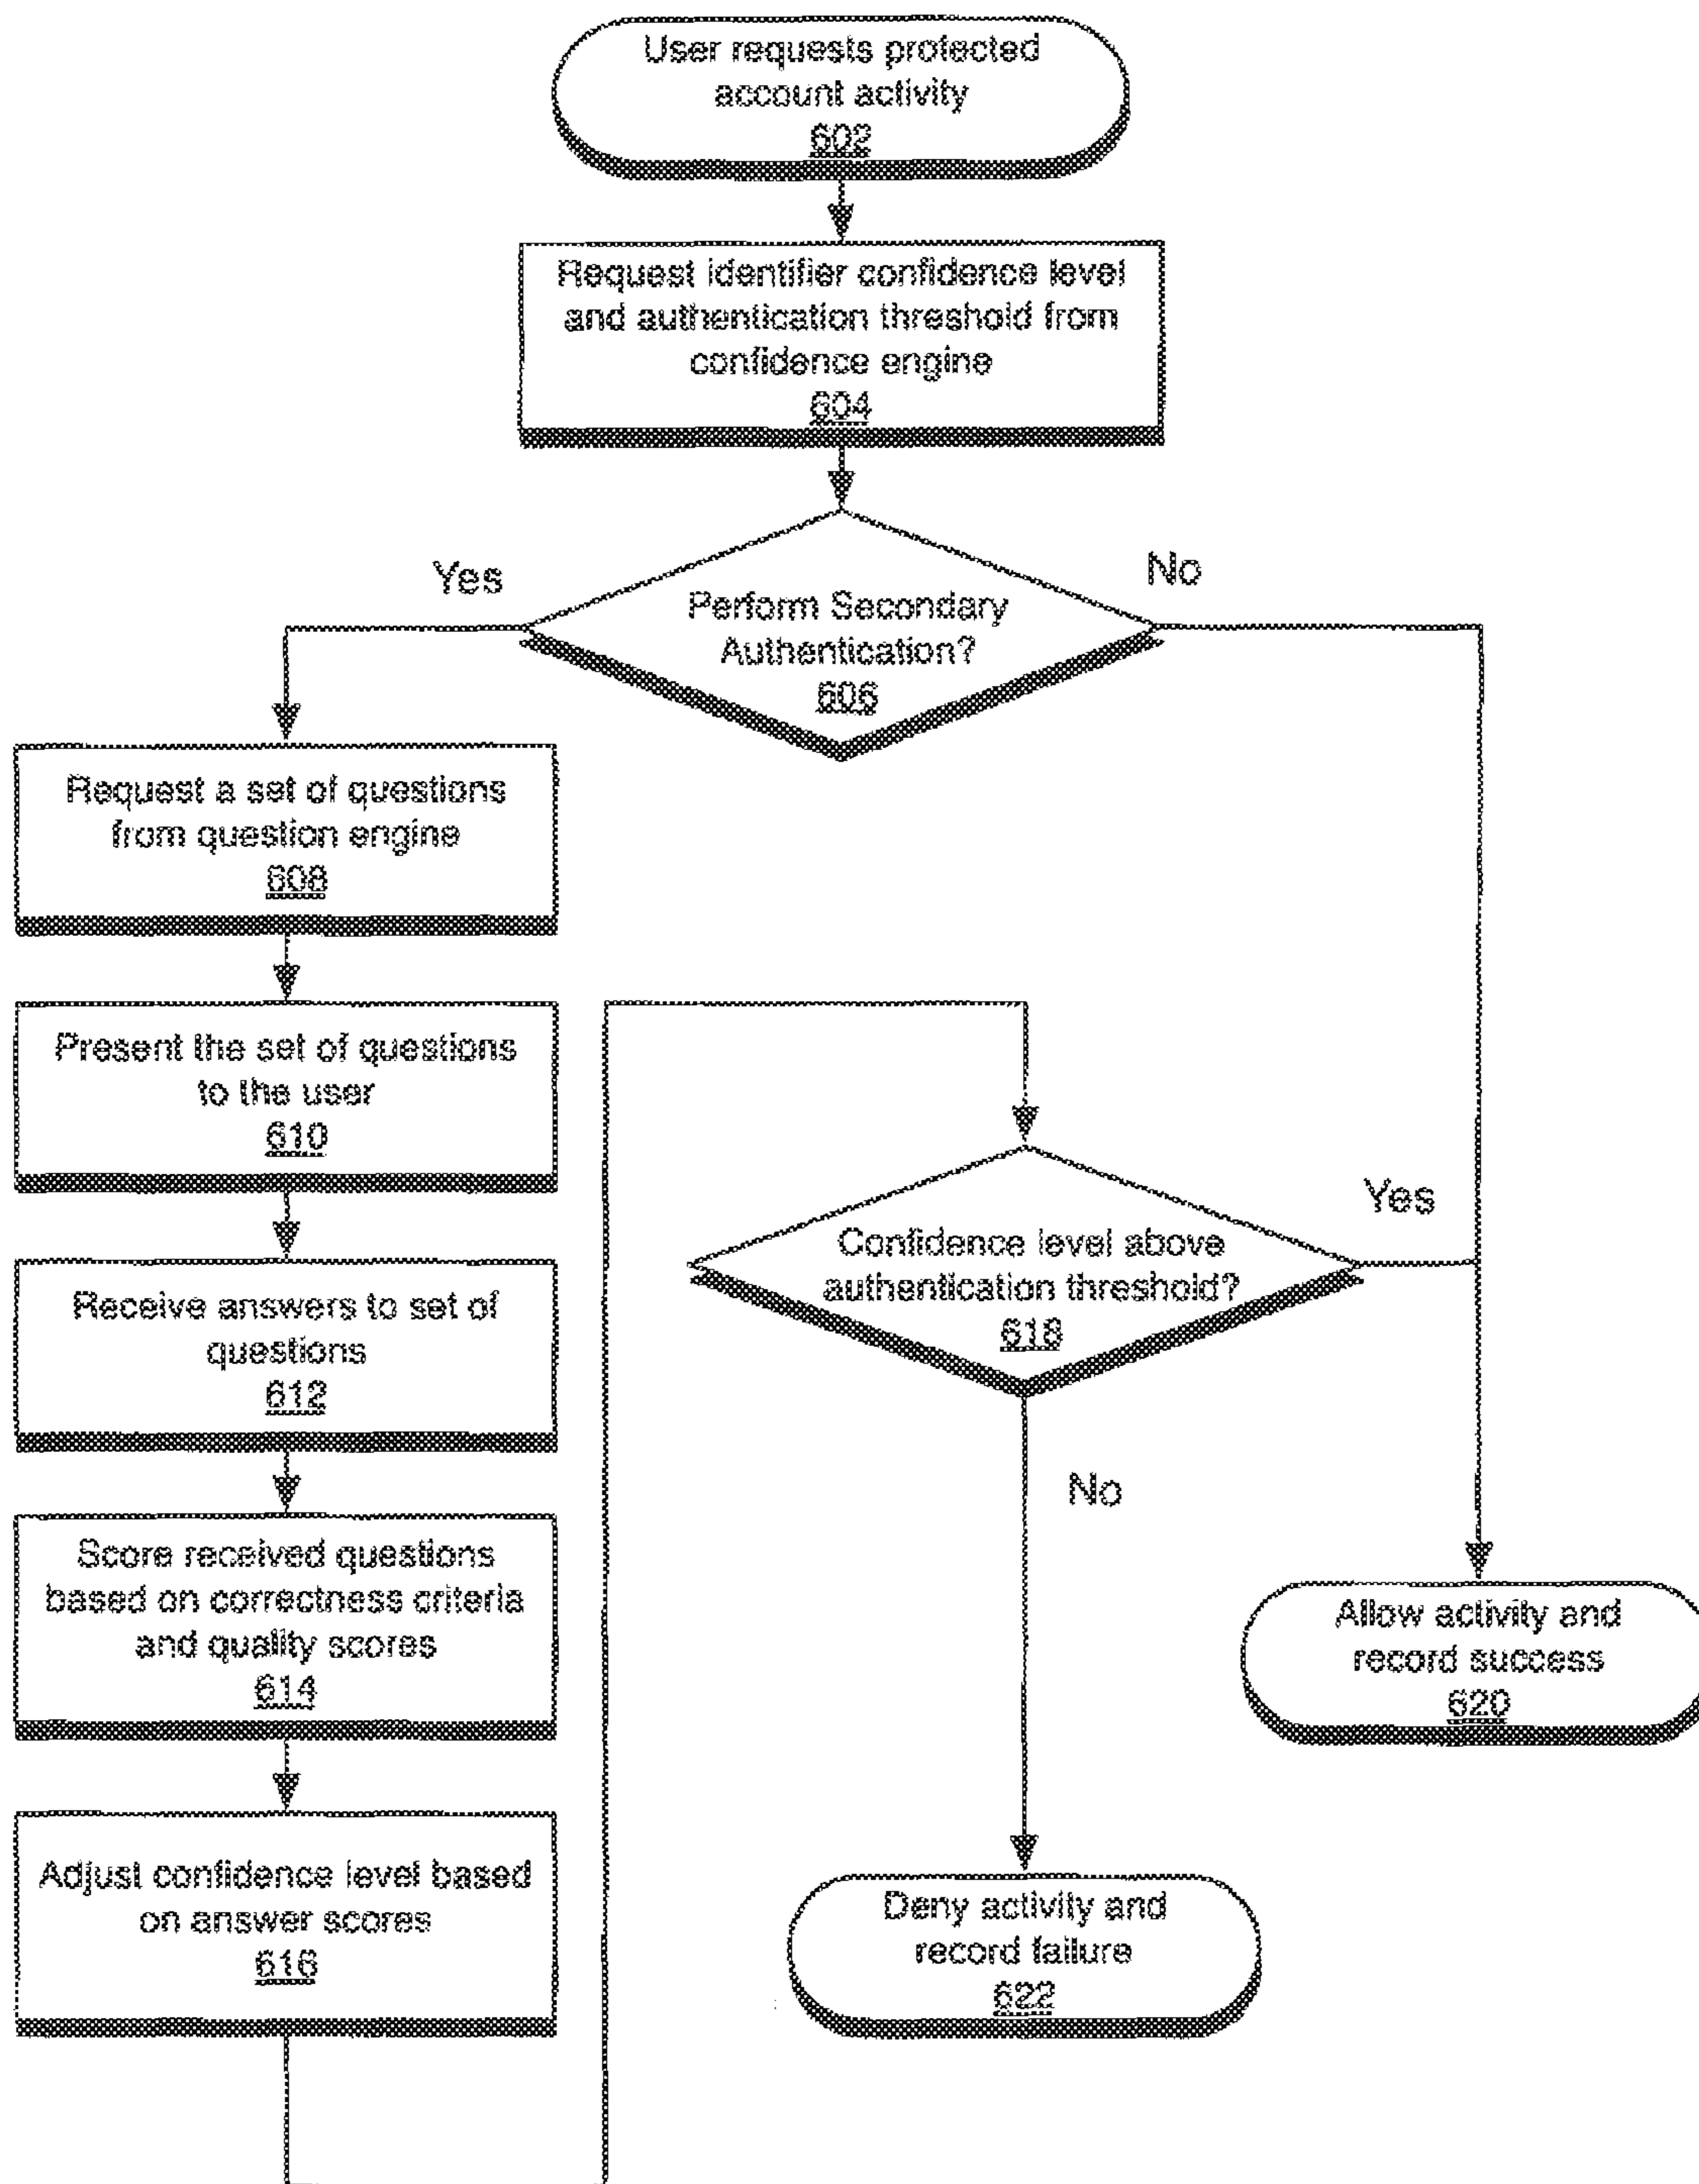 User requests protected
account activity
602
Request identifier confidence level
and authentication threshold from
confidence engine
604
Yes
No
Perform Secondary
Authentication?
606
Request a set of questions
from question engine
608
Present the set of questions
to the user
610
Yes
Confidence level above
authentication threshold?
618
Receive answers to set of
questions
612
No
Score received questions
based on correctness criteria
and quality scores
614
Allow activity and
record success
620
Adjust confidence level based
on answer scores
616
Deny activity and
record failure
622